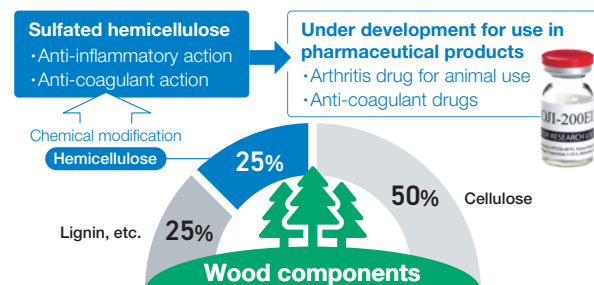 Sulfated hemicellulose
・Anti-inflammatory action
・Anti-coagulant action
Under development for use in
pharmaceutical products
・Arthritis drug for animal use
・Anti-coagulant drugs
Chemical modification
Hemicellulose
25%
50%
Cellulose
Lignin, etc.
25%
Wood components